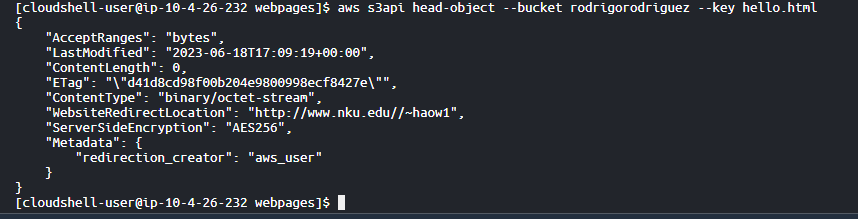 [cloudshell-user@ip-10-4-26-232 webpages]$ aws s3api head-object --bucket rodrigorodriguez --key hello.html
{
    "AcceptRanges": "bytes",
    "LastModified": "2023-06-18T17:09:19+00:00",
    "ContentLength": 0,
    "ETag": "\"d41d8cd98f00b204e9800998ecf8427e\"",
    "ContentType": "binary/octet-stream",
    "WebsiteRedirectLocation": "http://www.nku.edu//~haow1",
    "ServerSideEncryption": "AES256",
    "Metadata": {
        "redirection_creator": "aws_user"
    }
}
[cloudshell-user@ip-10-4-26-232 webpages]$